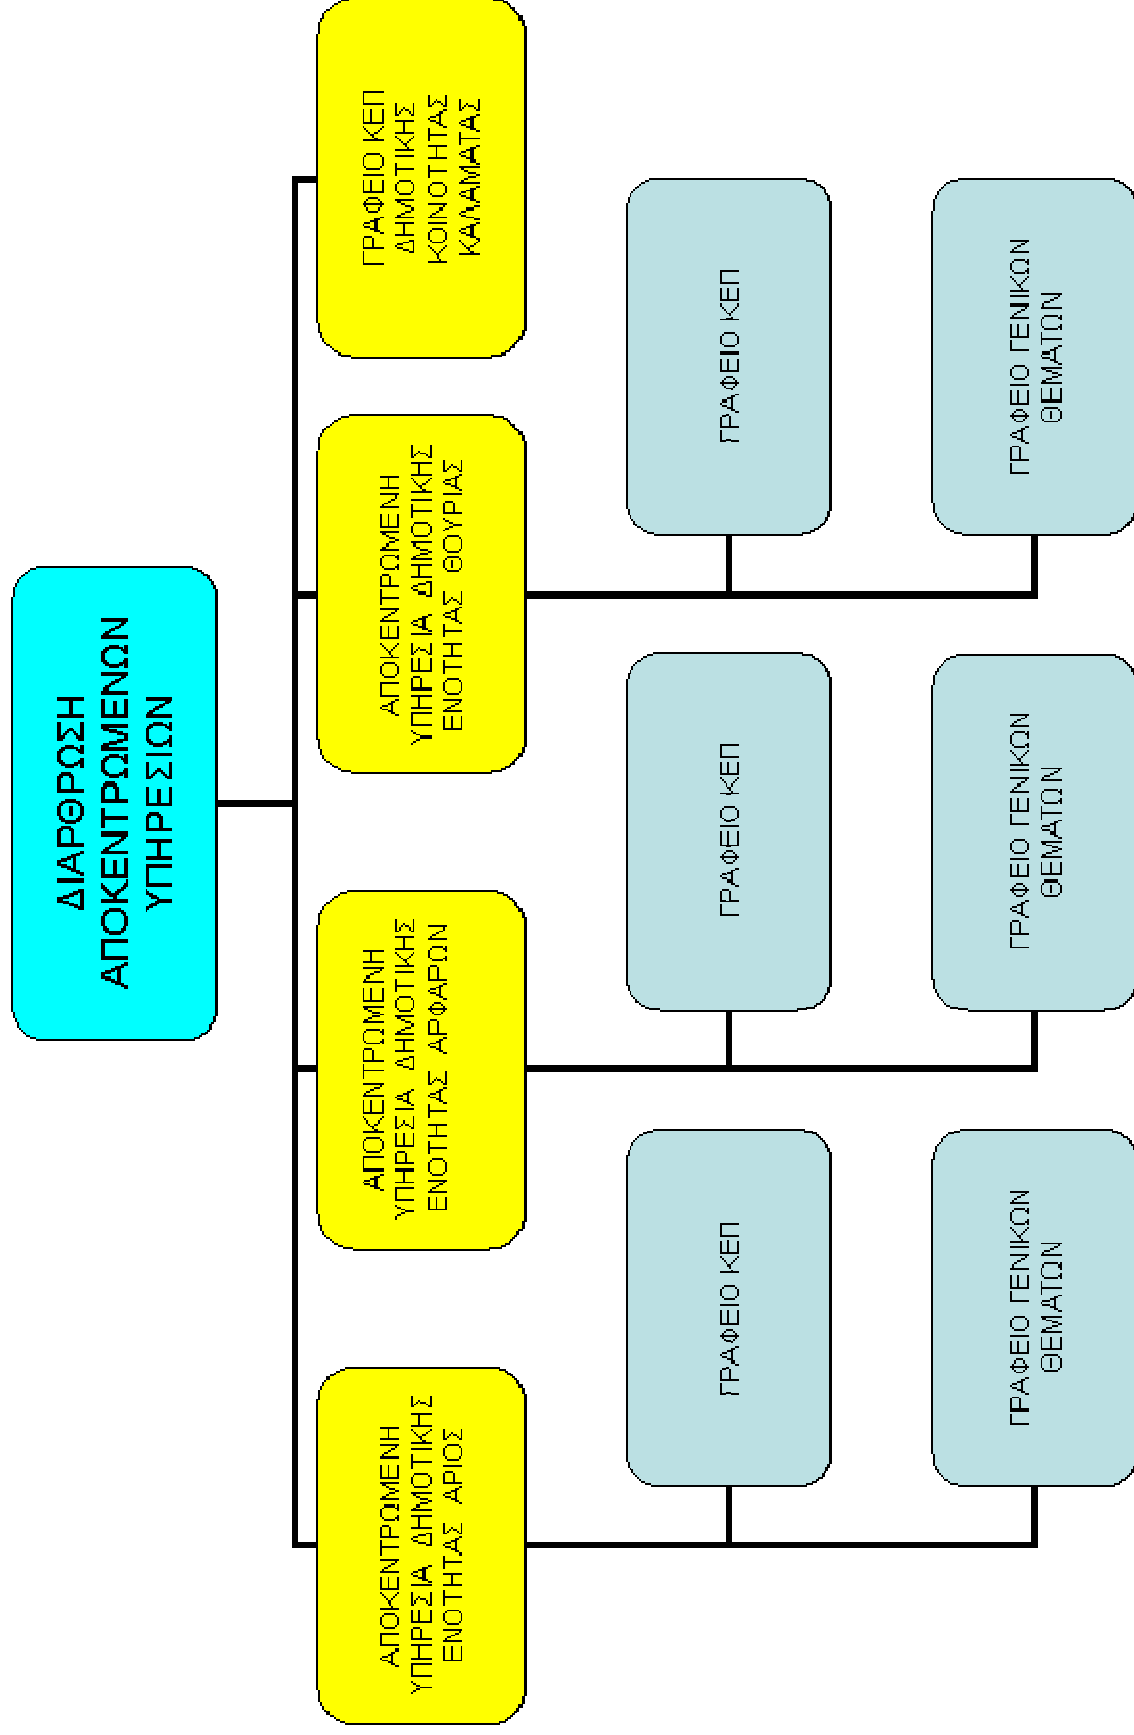 ΔΙΑΡΘΡΩΣΗ
ΑΠΟΚΕΝΤΡΩΜΕΝΩΝ
ΥΠΗΡΕΣΙΩΝ
ΑΠΟΚΕΝΤΡΩΜΕΝΗ
ΥΠΗΡΕΣΙΑ ΔΗΜΟΤΙΚΗΣ
ΕΝΟΤΗΤΑΣ ΑΡΙΟΣ
ΑΠΟΚΕΝΤΡΩΜΕΝΗ
ΥΠΗΡΕΣΙΑ ΔΗΜΟΤΙΚΗΣ
ΕΝΟΤΗΤΑΣ ΑΡΦΑΡΩΝ
ΑΠΟΚΕΝΤΡΩΜΕΝΗ
ΥΠΗΡΕΣΙΑ ΔΗΜΟΤΙΚΗΣ
ΕΝΟΤΗΤΑΣ ΘΟΥΡΙΑΣ
ΓΡΑΦΕΙΟ ΚΕΠ
ΔΗΜΟΤΙΚΗΣ
ΚΟΙΝΟΤΗΤΑΣ
ΚΑΛΑΜΑΤΑΣ
ΓΡΑΦΕΙΟ ΚΕΠ
ΓΡΑΦΕΙΟ ΚΕΠ
ΓΡΑΦΕΙΟ ΚΕΠ
ΓΡΑΦΕΙΟ ΓΕΝΙΚΩΝ
ΘΕΜΑΤΩΝ
ΓΡΑΦΕΙΟ ΓΕΝΙΚΩΝ
ΘΕΜΑΤΩΝ
ΓΡΑΦΕΙΟ ΓΕΝΙΚΩΝ
ΘΕΜΑΤΩΝ